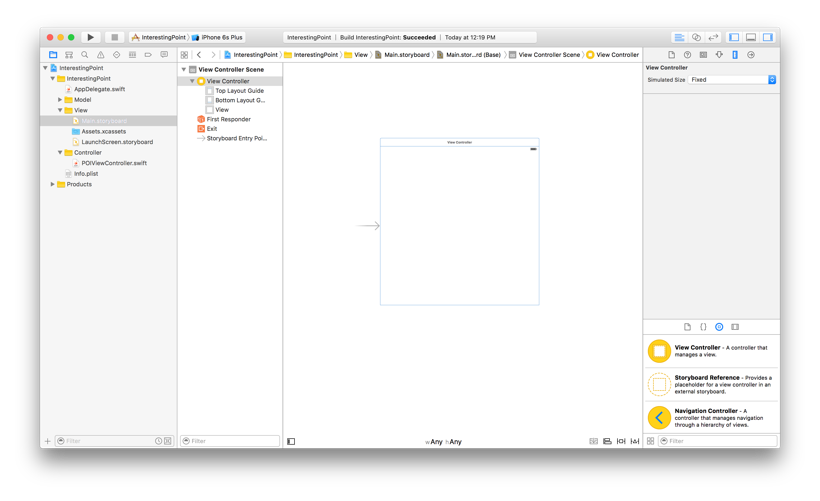 InterestingPoint 〉 iPhone 6s Plus
InterestingPoint | Build InterestingPoint: Succeeded | Today at 12:19 PM
InterestingPoint 〉 InterestingPoint 〉 View 〉 Main.storyboard 〉 Main.stor...rd (Base) 〉 View Controller Scene 〉 View Controller
InterestingPoint
InterestingPoint
AppDelegate.swift
Model
View
Main.storyboard
Assets.xcassets
LaunchScreen.storyboard
Controller
POIViewController.swift
Info.plist
Products
Filter
View Controller Scene
View Controller
Top Layout Guide
Bottom Layout G...
View
First Responder
Exit
Storyboard Entry Poi...
Filter
View Controller
wAny hAny
View Controller
Simulated Size Fixed
View Controller - A controller that
manages a view.
Storyboard Reference - Provides a
placeholder for a view controller in an
external storyboard.
Navigation Controller - A
controller that manages navigation
through a hierarchy of views.
Filter